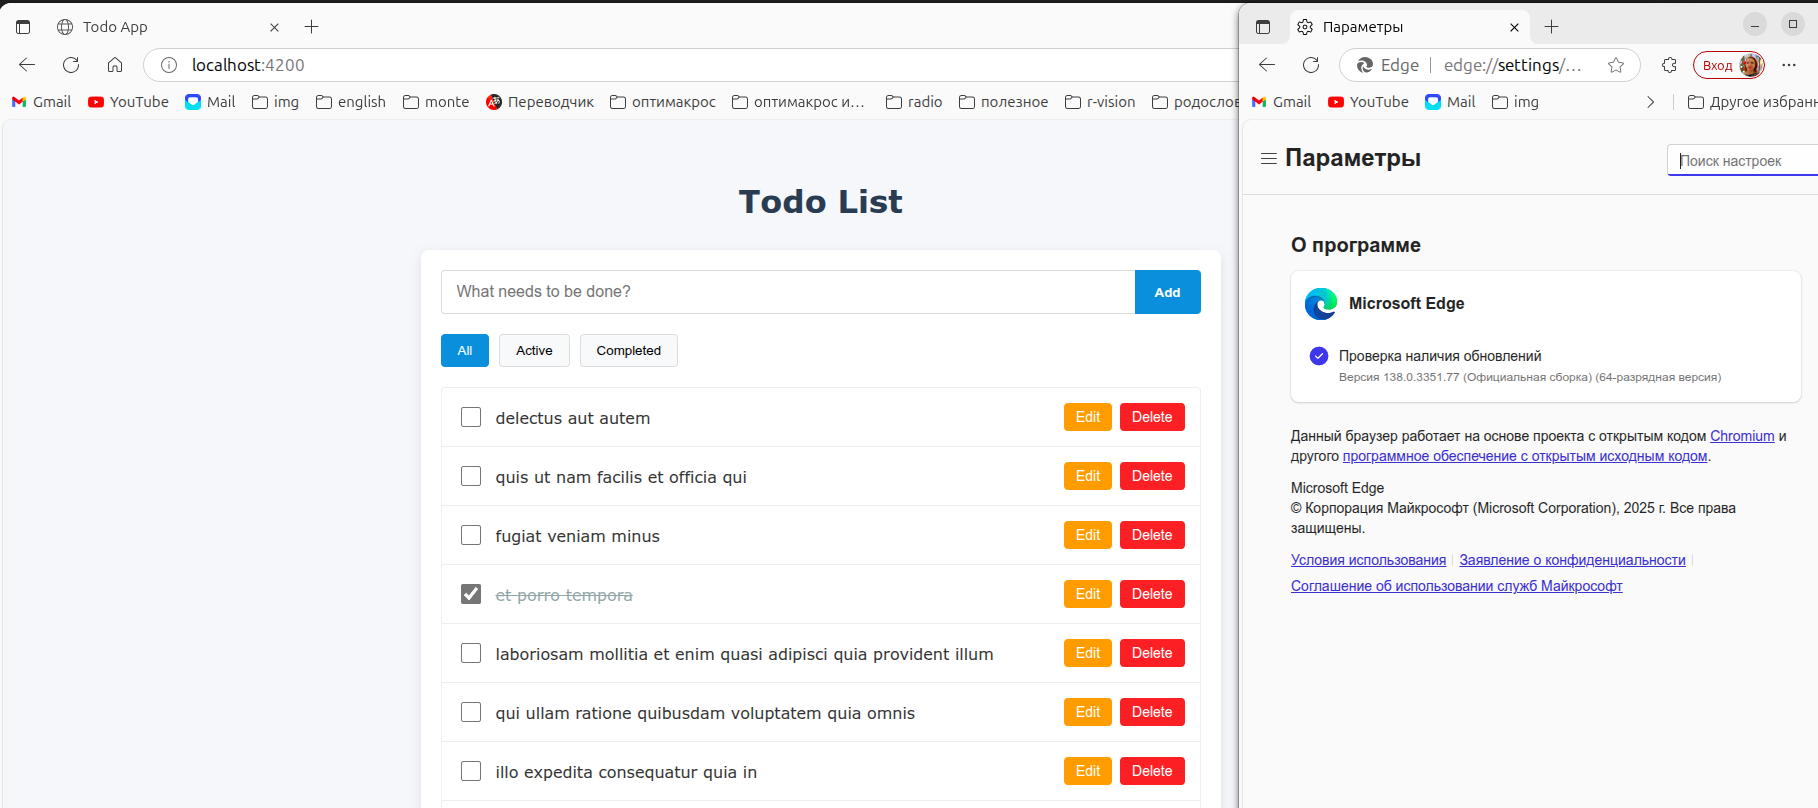 Todo App
localhost:4200
Gmail YouTube Mail img english monte Переводчик оптимакрос оптимакрос и… radio полезное r-vision родослов
Todo List
What needs to be done? Add
All Active Completed
delectus aut autem Edit Delete
quis ut nam facilis et officia qui Edit Delete
fugiat veniam minus Edit Delete
et porro tempora Edit Delete
laboriosam mollitia et enim quasi adipisci quia provident illum Edit Delete
qui ullam ratione quibusdam voluptatem quia omnis Edit Delete
illo expedita consequatur quia in Edit Delete
Параметры
Edge edge://settings/… Вход
Gmail YouTube Mail img Другое избранн
Параметры
Поиск настроек
О программе
Microsoft Edge
Проверка наличия обновлений
Версия 138.0.3351.77 (Официальная сборка) (64-разрядная версия)
Данный браузер работает на основе проекта с открытым кодом Chromium и
другого программное обеспечение с открытым исходным кодом.
Microsoft Edge
© Корпорация Майкрософт (Microsoft Corporation), 2025 г. Все права
защищены.
Условия использования Заявление о конфиденциальности
Соглашение об использовании служб Майкрософт